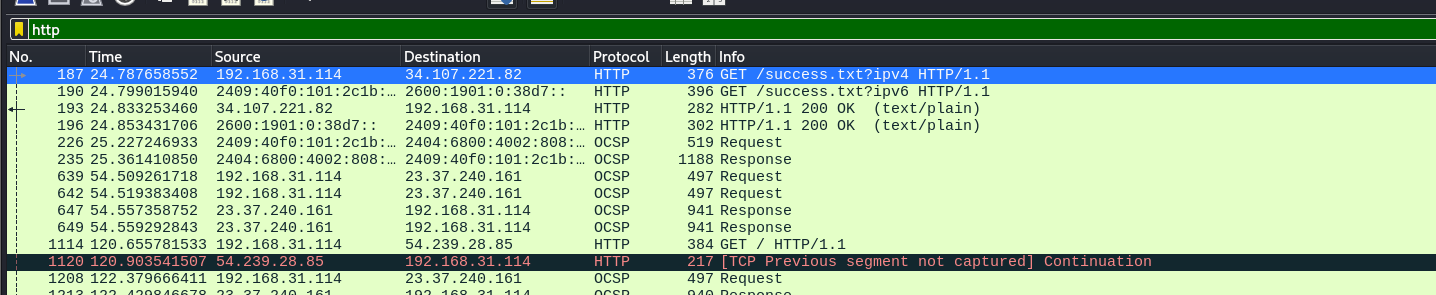 http
No. Time Source Destination Protocol Length Info
187 24.787658552 192.168.31.114 34.107.221.82 HTTP 376 GET /success.txt?ipv4 HTTP/1.1
190 24.799015940 2409:40f0:101:2c1b:… 2600:1901:0:38d7:: HTTP 396 GET /success.txt?ipv6 HTTP/1.1
193 24.833253460 34.107.221.82 192.168.31.114 HTTP 282 HTTP/1.1 200 OK  (text/plain)
196 24.853431706 2600:1901:0:38d7:: 2409:40f0:101:2c1b:… HTTP 302 HTTP/1.1 200 OK  (text/plain)
226 25.227246933 2409:40f0:101:2c1b:… 2404:6800:4002:808:… OCSP 519 Request
235 25.361410850 2404:6800:4002:808:… 2409:40f0:101:2c1b:… OCSP 1188 Response
639 54.509261718 192.168.31.114 23.37.240.161 OCSP 497 Request
642 54.519383408 192.168.31.114 23.37.240.161 OCSP 497 Request
647 54.557358752 23.37.240.161 192.168.31.114 OCSP 941 Response
649 54.559292843 23.37.240.161 192.168.31.114 OCSP 941 Response
1114 120.655781533 192.168.31.114 54.239.28.85 HTTP 384 GET / HTTP/1.1
1120 120.903541507 54.239.28.85 192.168.31.114 HTTP 217 [TCP Previous segment not captured] Continuation
1208 122.379666411 192.168.31.114 23.37.240.161 OCSP 497 Request
23.37.240.161 192.168.31.114 OCSP Response